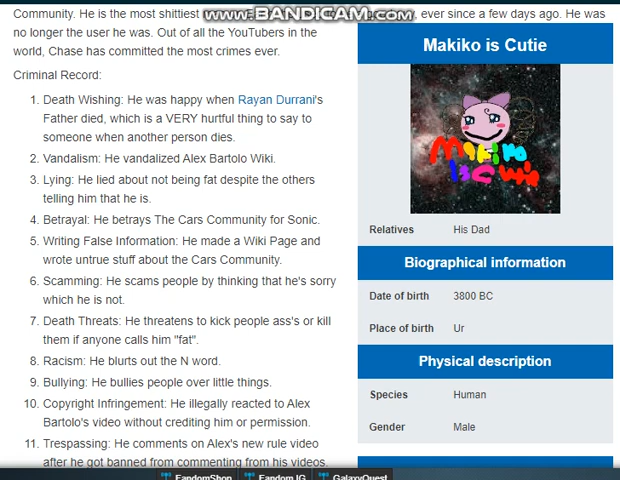 Community. He is the most shittiest
ever since a few days ago. He was
www.BANDICAM.com
no longer the user he was. Out of all the YouTubers in the
world, Chase has committed the most crimes ever.
Criminal Record:
1. Death Wishing: He was happy when Rayan Durrani's
Father died, which is a VERY hurtful thing to say to
someone when another person dies.
2. Vandalism: He vandalized Alex Bartolo Wiki.
3. Lying: He lied about not being fat despite the others
telling him that he is.
4. Betrayal: He betrays The Cars Community for Sonic.
5. Writing False Information: He made a Wiki Page and
wrote untrue stuff about the Cars Community.
6. Scamming: He scams people by thinking that he's sorry
which he is not.
7. Death Threats: He threatens to kick people ass's or kill
them if anyone calls him "fat".
8. Racism: He blurts out the N word.
9. Bullying: He bullies people over little things.
10. Copyright Infringement: He illegally reacted to Alex
Bartolo's video without crediting him or permission.
11. Trespassing: He comments on Alex's new rule video
after he got banned from commenting from his videos.
Makiko is Cutie
Relatives His Dad
Biographical information
Date of birth 3800 BC
Place of birth Ur
Physical description
Species Human
Gender Male
FandomShop Fandom IG GalaxyQuest